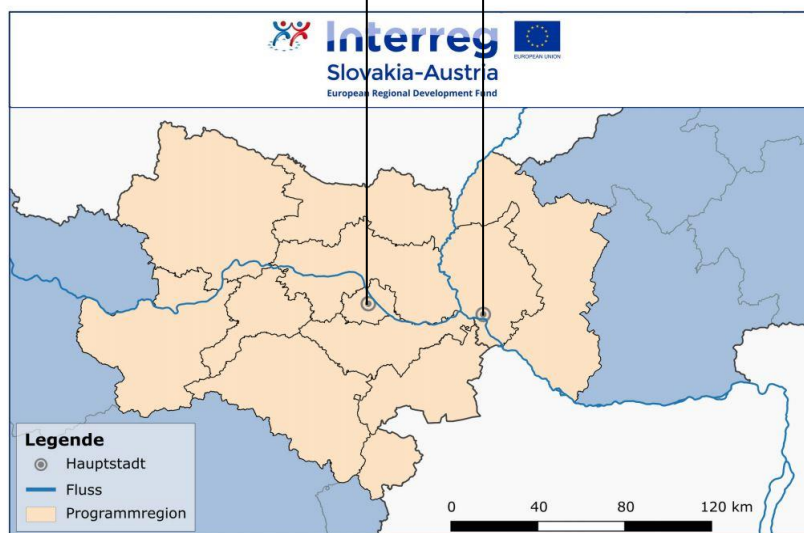 Interreg
EUROPEAN UNION
Slovakia-Austria
European Regional Development Fund
Legende
Hauptstadt
Fluss
Programmregion
0 40 80 120 km